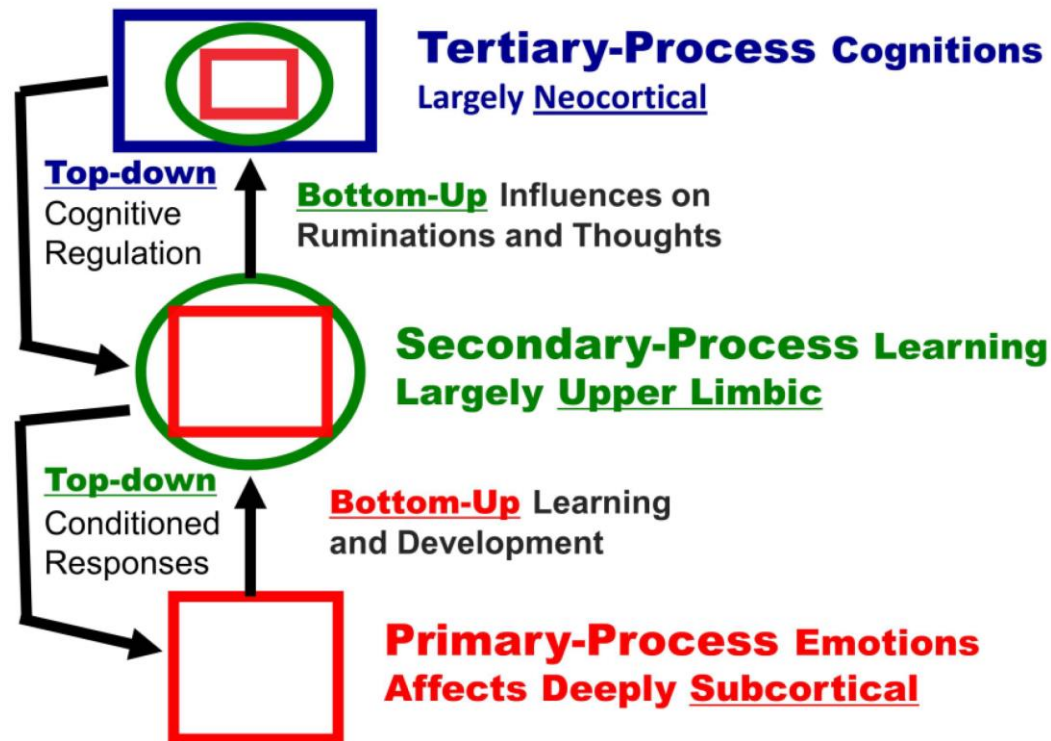 Tertiary-Process Cognitions
Largely Neocortical
Top-down
Cognitive
Regulation
Bottom-Up Influences on
Ruminations and Thoughts
Secondary-Process Learning
Largely Upper Limbic
Top-down
Conditioned
Responses
Bottom-Up Learning
and Development
Primary-Process Emotions
Affects Deeply Subcortical